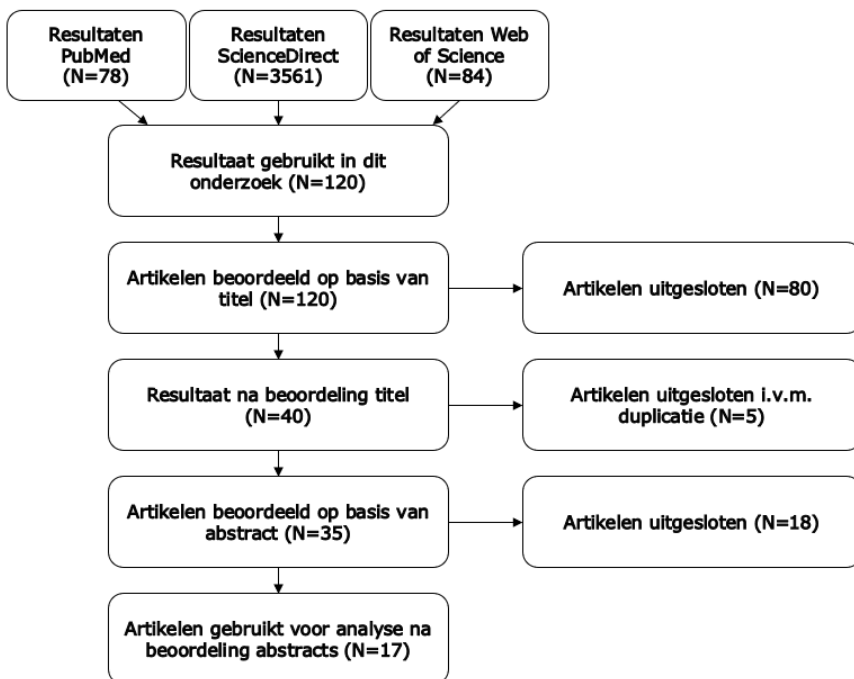 Resultaten
PubMed
(N=78)
Resultaten
ScienceDirect
(N=3561)
Resultaten Web
of Science
(N=84)
Resultaat gebruikt in dit
onderzoek (N=120)
Artikelen beoordeeld op basis van
titel (N=120)
Artikelen uitgesloten (N=80)
Resultaat na beoordeling titel
(N=40)
Artikelen uitgesloten i.v.m.
duplicatie (N=5)
Artikelen beoordeeld op basis van
abstract (N=35)
Artikelen uitgesloten (N=18)
Artikelen gebruikt voor analyse na
beoordeling abstracts (N=17)